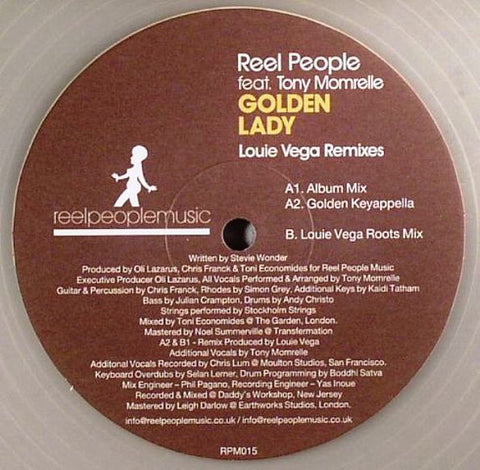 Reel People
feat. Tony Momrelle
GOLDEN
LADY
Louie Vega Remixes
A1. Album Mix
A2. Golden Keyappella
B. Louie Vega Roots Mix
reelpeoplemusic
Written by Stevie Wonder
Produced by Oli Lazarus, Chris Franck & Toni Economides for Reel People Music
Executive Producer Oli Lazarus, All Vocals Performed & Arranged by Tony Momrelle
Guitar & Percussion by Chris Franck, Rhodes by Simon Grey, Additional Keys by Kaidi Tatham
Bass by Julian Crampton, Drums by Andy Christo
Strings performed by Stockholm Strings
Mixed by Toni Economides @ The Garden, London.
Mastered by Noel Summerville @ Transformation
A2 & B1 - Remix Produced by Louie Vega
Additional Vocals by Tony Momrelle
Additonal Vocals Recorded by Chris Lum @ Moulton Studios, San Francisco.
Keyboard Overdubs by Selan Lerner, Drum Programming by Boddhi Satva
Mix Engineer – Phil Pagano, Recording Engineer – Yas Inoue
Recorded & Mixed @ Daddy's Workshop, New Jersey
Mastered by Leigh Darlow @ Earthworks Studios, London.
info@reelpeoplemusic.co.uk / info@reelpeoplemusic.co.uk
RPM015